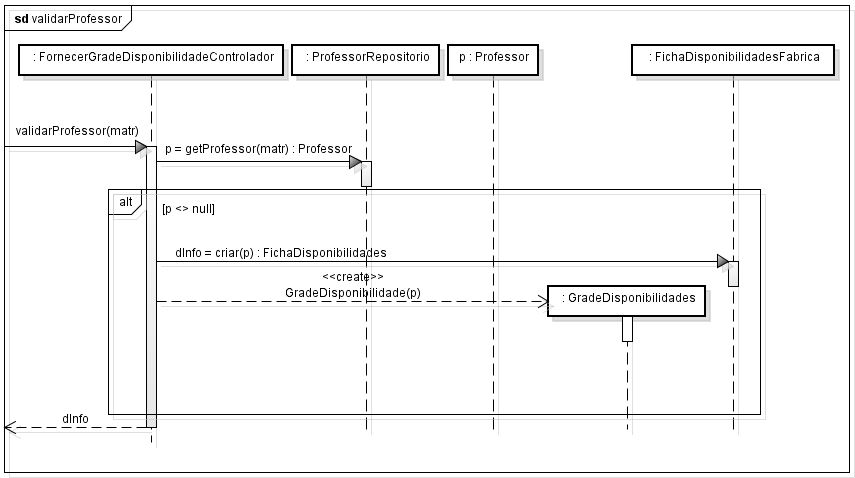 sd validarProfessor
: FornecerGradeDisponibilidadeControlador
: ProfessorRepositorio
p : Professor
: FichaDisponibilidadesFabrica
validarProfessor(matr)
p = getProfessor(matr) : Professor
alt
[p <> null]
dInfo = criar(p) : FichaDisponibilidades
<<create>>
GradeDisponibilidade(p)
: GradeDisponibilidades
dInfo